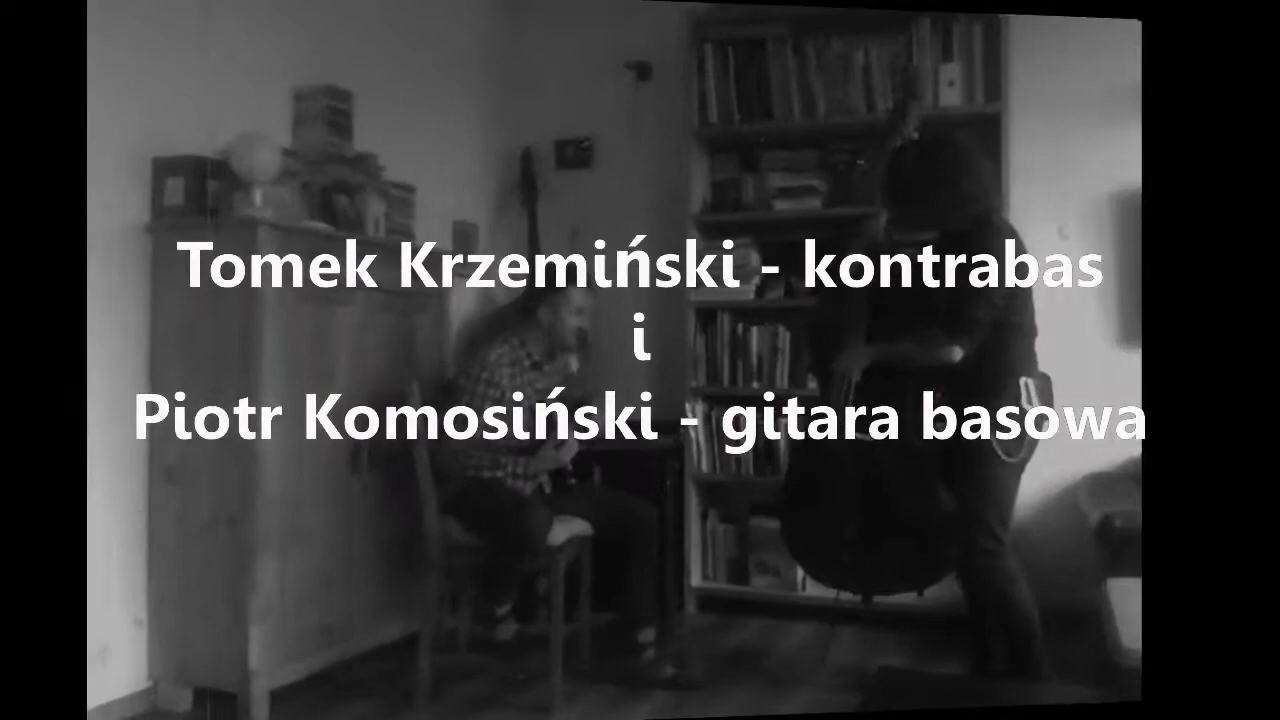 Tomek Krzemiński - kontrabas
i
Piotr Komosiński - gitara basowa